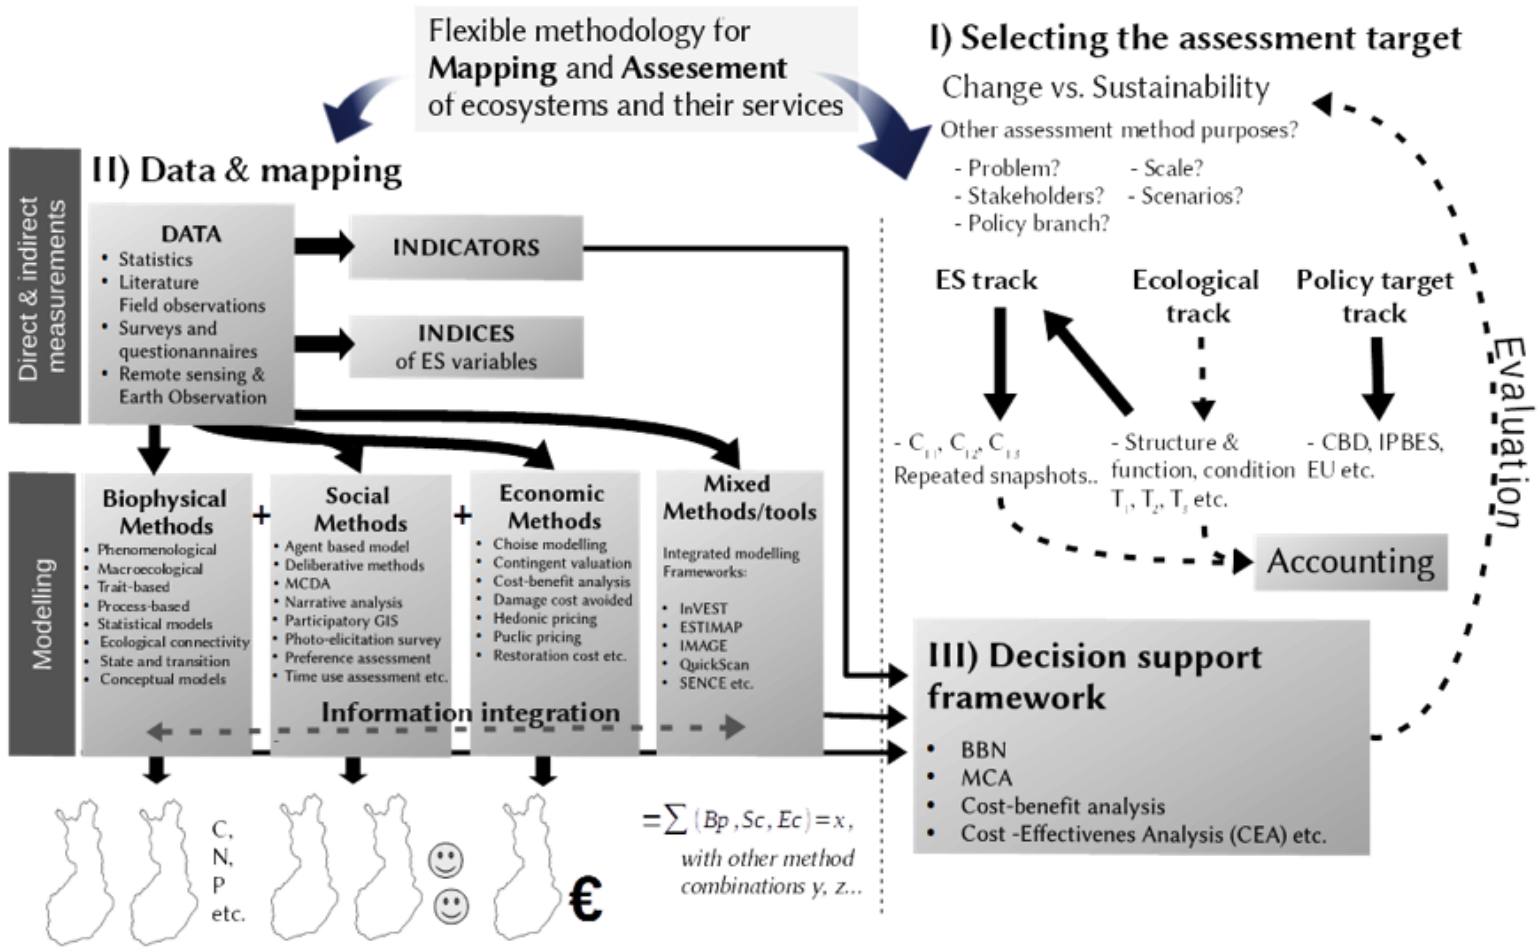 Flexible methodology for
Mapping and Assesement
of ecosystems and their services
I) Selecting the assessment target
Change vs. Sustainability
Other assessment method purposes?
- Problem?
- Stakeholders?
- Policy branch?
- Scale?
- Scenarios?
ES track
Ecological
track
Policy target
track
- C₁₁, C₁₂, C₁₃
Repeated snapshots..
- Structure &
function, condition
T₁, T₂, T₃ etc.
- CBD, IPBES,
EU etc.
Accounting
Evaluation
II) Data & mapping
Direct & indirect
measurements
DATA
• Statistics
• Literature
Field observations
• Surveys and
questionannaires
• Remote sensing &
Earth Observation
INDICATORS
INDICES
of ES variables
Modelling
Biophysical
Methods
• Phenomenological
• Macroecological
• Trait-based
• Process-based
• Statistical models
• Ecological connectivity
• State and transition
• Conceptual models
+
Social
Methods
• Agent based model
• Deliberative methods
• MCDA
• Narrative analysis
• Participatory GIS
• Photo-elicitation survey
• Preference assessment
• Time use assessment etc.
+
Economic
Methods
• Choise modelling
• Contingent valuation
• Cost-benefit analysis
• Damage cost avoided
• Hedonic pricing
• Puclic pricing
• Restoration cost etc.
Mixed
Methods/tools
Integrated modelling
Frameworks:
• InVEST
• ESTIMAP
• IMAGE
• QuickScan
• SENCE etc.
Information integration
C,
N,
P
etc.
€
=∑(Bp,Sc,Ec)=x,
with other method
combinations y, z...
III) Decision support
framework
• BBN
• MCA
• Cost-benefit analysis
• Cost -Effectivenes Analysis (CEA) etc.